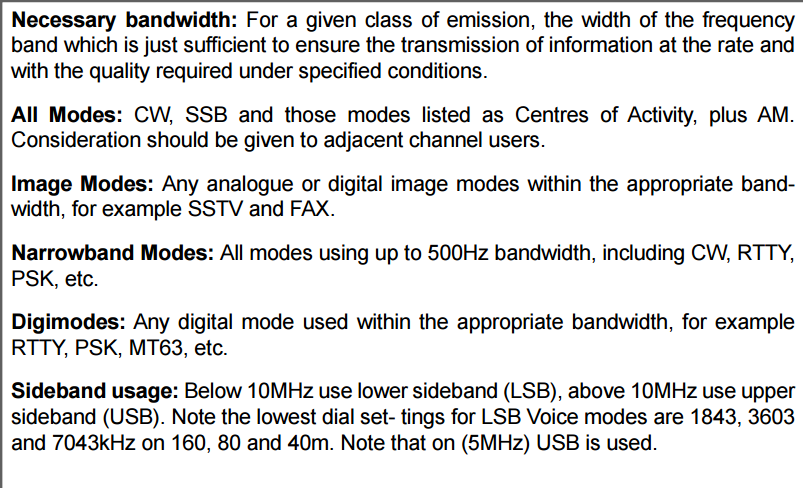 Necessary bandwidth: For a given class of emission, the width of the frequency
band which is just sufficient to ensure the transmission of information at the rate and
with the quality required under specified conditions.
All Modes: CW, SSB and those modes listed as Centres of Activity, plus AM.
Consideration should be given to adjacent channel users.
Image Modes: Any analogue or digital image modes within the appropriate band-
width, for example SSTV and FAX.
Narrowband Modes: All modes using up to 500Hz bandwidth, including CW, RTTY,
PSK, etc.
Digimodes: Any digital mode used within the appropriate bandwidth, for example
RTTY, PSK, MT63, etc.
Sideband usage: Below 10MHz use lower sideband (LSB), above 10MHz use upper
sideband (USB). Note the lowest dial set- tings for LSB Voice modes are 1843, 3603
and 7043kHz on 160, 80 and 40m. Note that on (5MHz) USB is used.